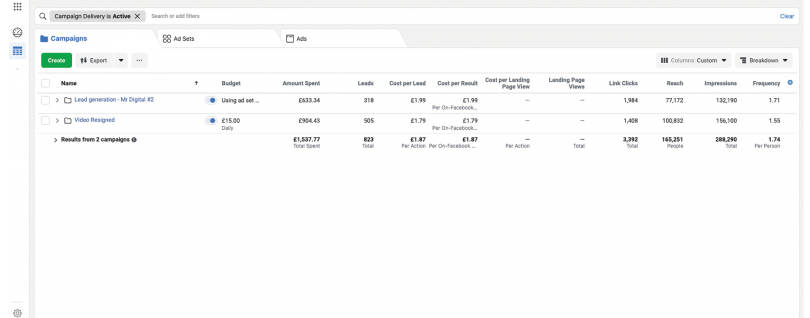 Campaign Delivery is Active × Search or add filters Clear
Campaigns Ad Sets Ads
Create Export ... Columns: Custom Breakdown
Name Budget Amount Spent Leads Cost per Lead Cost per Result Cost per Landing Page View Landing Page Views Link Clicks Reach Impressions Frequency
Lead generation - Mr Digital #2 Using ad set ... £633.34 318 £1.99 £1.99 — — 1,984 77,172 132,190 1.71
Per On-Facebook...
Video Resigned £15.00 £904.43 505 £1.79 £1.79 — — 1,408 100,832 156,100 1.55
Daily Per On-Facebook...
Results from 2 campaigns £1,537.77 823 £1.87 £1.87 — — 3,392 165,251 288,290 1.74
Total Spent Total Per Action Per On-Facebook ... Per Action Total Total People Total Per Person